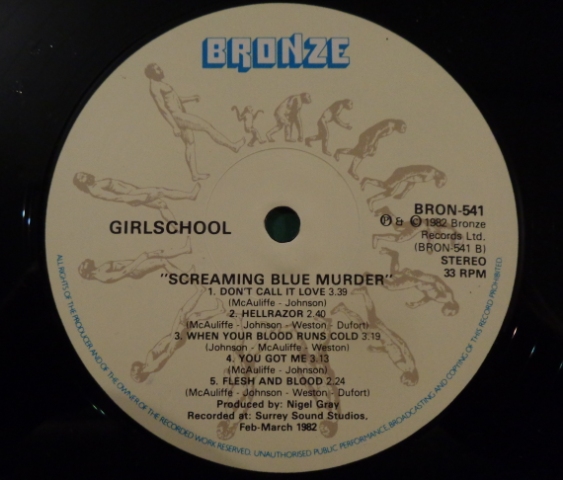 BRONZE
GIRLSCHOOL
BRON-541
Ⓟ & © 1982 Bronze
Records Ltd.
(BRON-541 B)
STEREO
33 RPM
"SCREAMING BLUE MURDER"
1. DON'T CALL IT LOVE 3.39
(McAuliffe - Johnson)
2. HELLRAZOR 2.40
(McAuliffe - Johnson - Weston - Dufort)
3. WHEN YOUR BLOOD RUNS COLD 3.19
(Johnson - McAuliffe - Weston)
4. YOU GOT ME 3.13
(McAuliffe - Johnson)
5. FLESH AND BLOOD 2.24
(McAuliffe - Johnson - Weston - Dufort)
Produced by: Nigel Gray
Recorded at: Surrey Sound Studios,
Feb-March 1982
ALL RIGHTS OF THE PRODUCER AND OF THE OWNER OF THE RECORDED WORK RESERVED. UNAUTHORISED PUBLIC PERFORMANCE, BROADCASTING AND COPYING OF THIS RECORD PROHIBITED